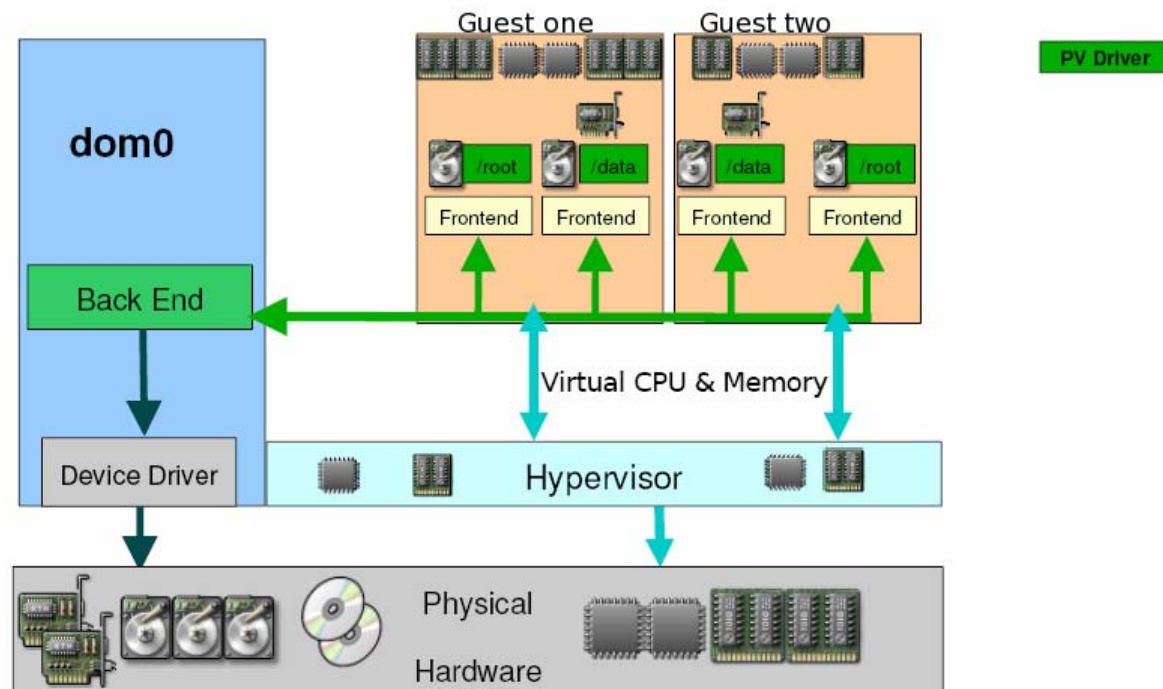 Guest one
Guest two
PV Driver
dom0
/root
/data
/data
/root
Frontend
Frontend
Frontend
Frontend
Back End
Virtual CPU & Memory
Device Driver
Hypervisor
Physical
Hardware